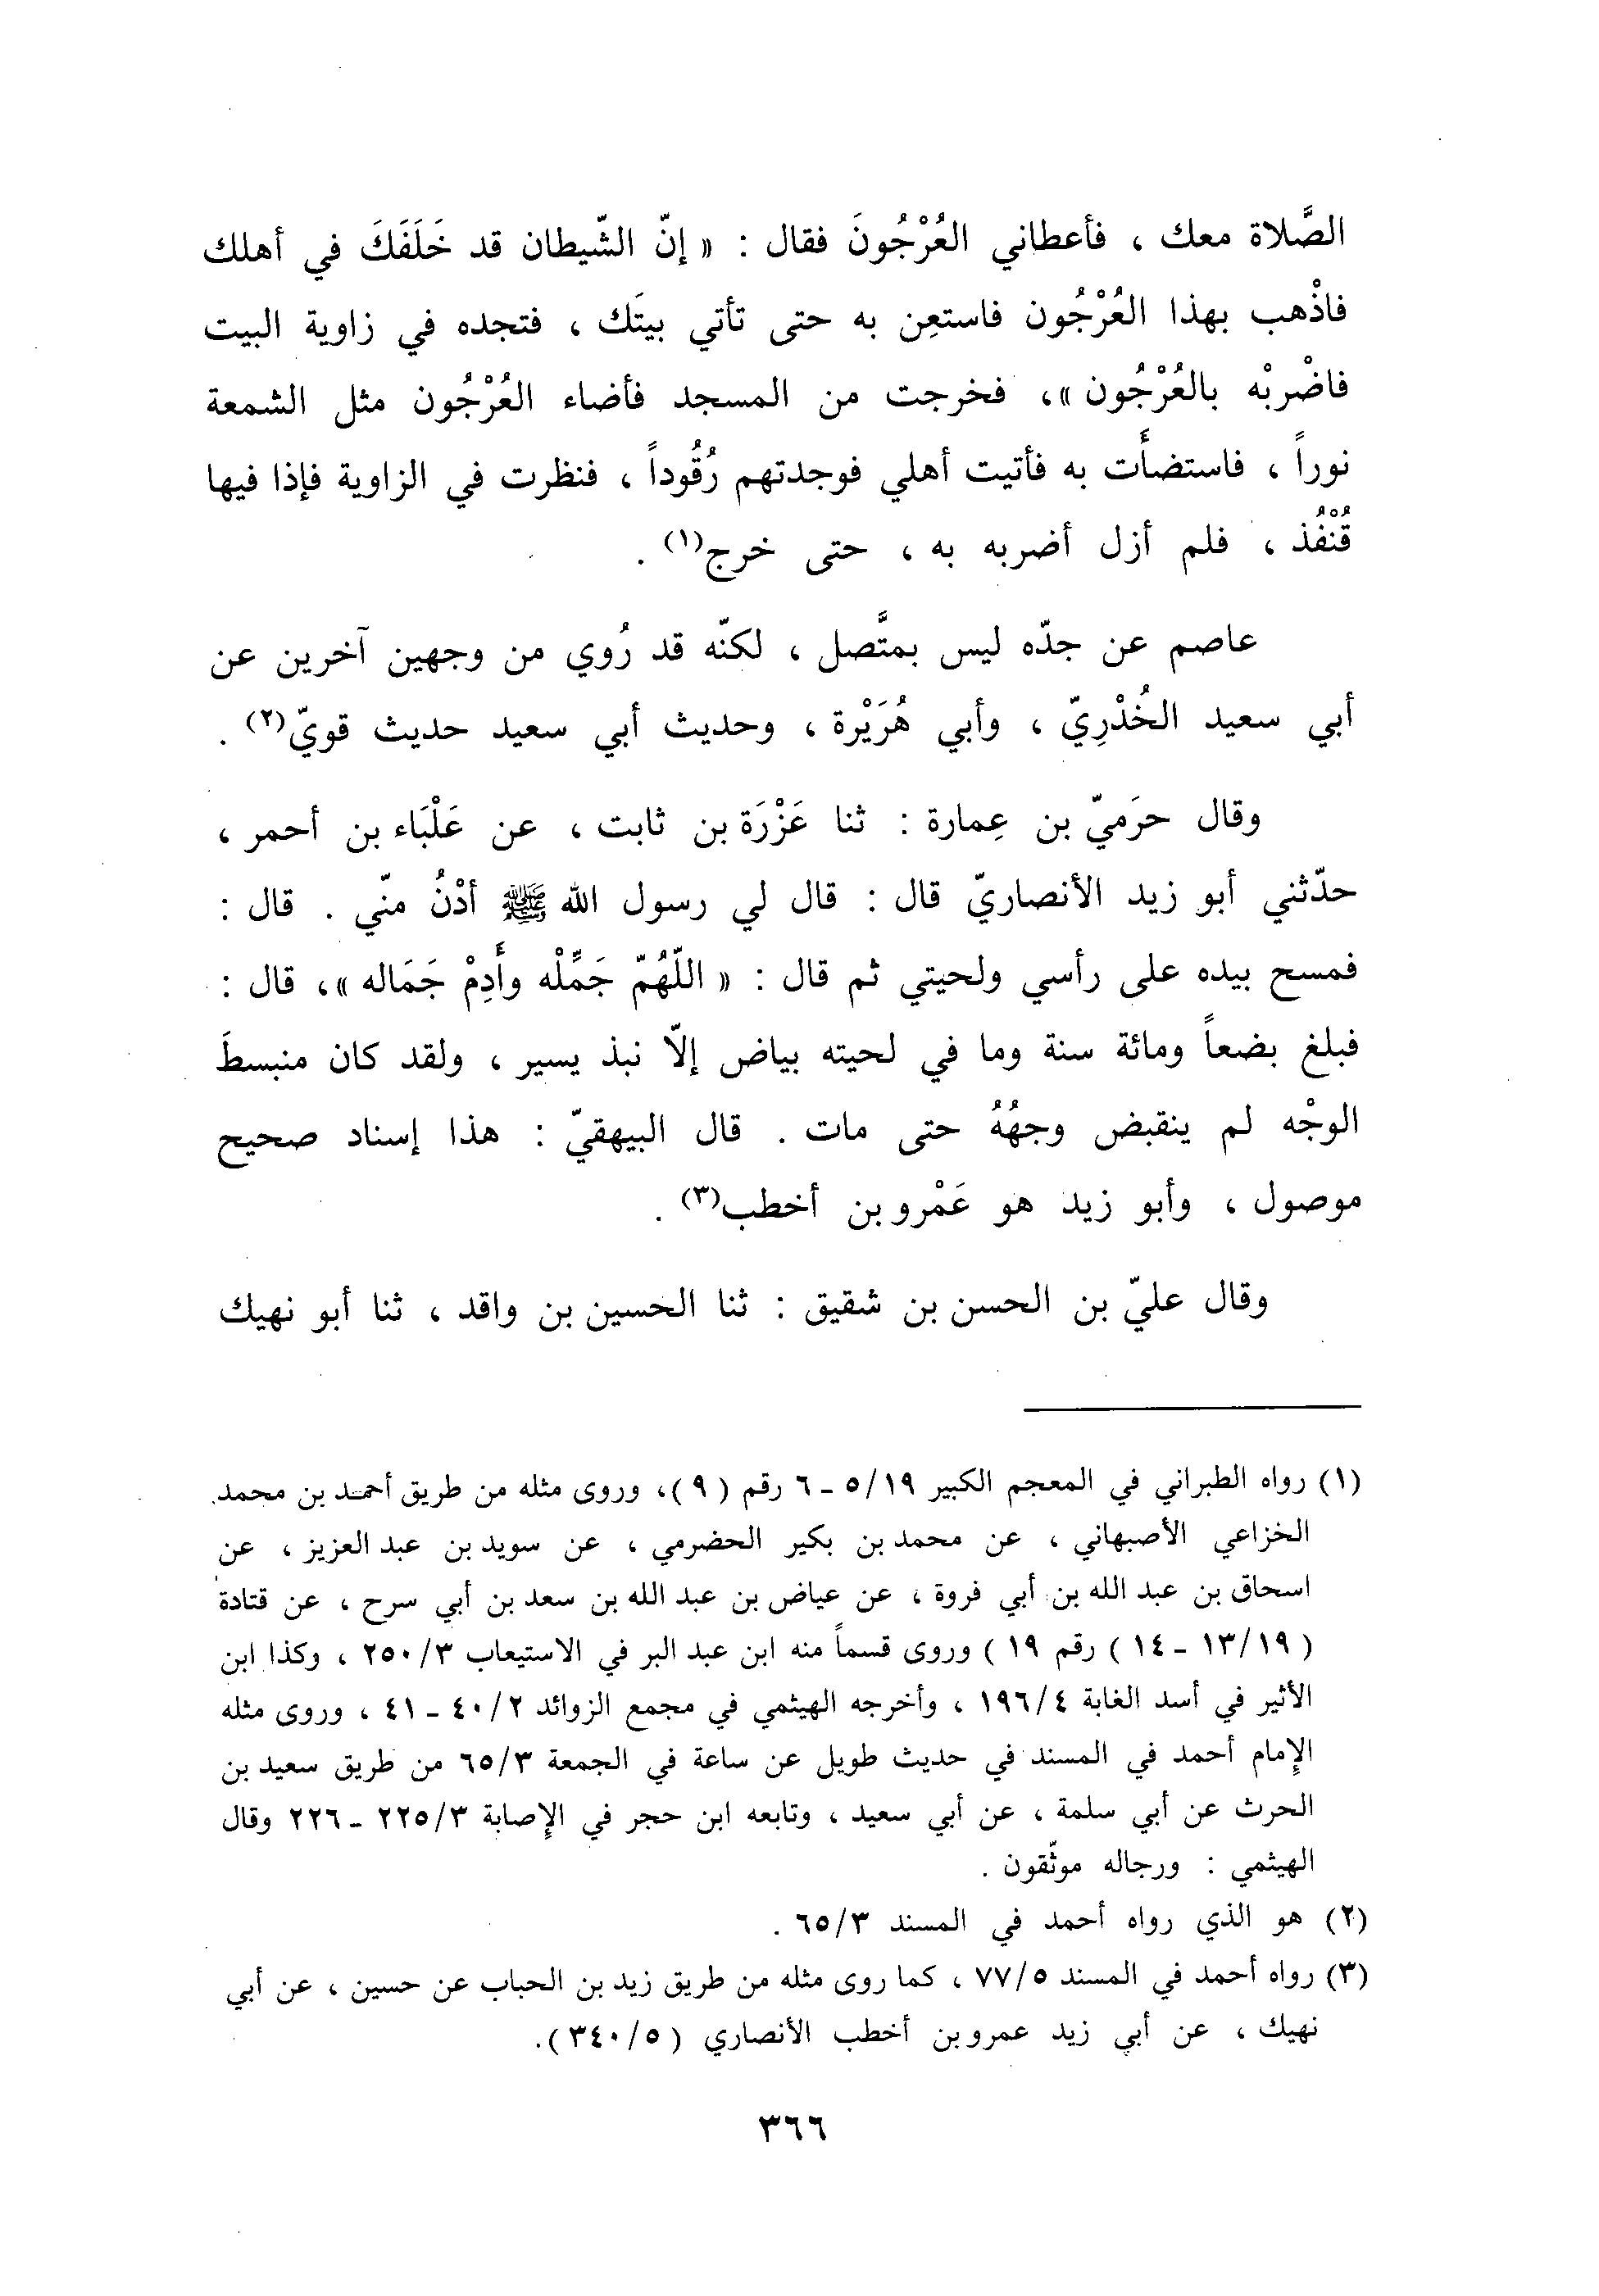 الصَّلاة معك ، فأعطاني العُرْجُونَ فقال : « إنّ الشّيطان قد خَلَفَكَ في أهلك
فاذْهب بهذا العُرْجُون فاستعِن به حتى تأتي بيتَك ، فتجده في زاوية البيت
فاضْربْه بالعُرْجُون »، فخرجت من المسجد فأضاء العُرْجُون مثل الشمعة
نوراً ، فاستضأَت به فأتيت أهلي فوجدتهم رُقُوداً ، فنظرت في الزاوية فإذا فيها
قُنْفُذ ، فلم أزل أضربه به ، حتى خرج(١) .
عاصم عن جدّه ليس بمتَّصل ، لكنّه قد رُوي من وجهين آخرين عن
أبي سعيد الخُدْرِيّ ، وأبي هُرَيْرة ، وحديث أبي سعيد حديث قويّ(٢) .
وقال حرَميّ بن عِمارة : ثنا عَزْرَة بن ثابت ، عن عَلْبَاء بن أحمر ،
حدّثني أبو زيد الأنصاريّ قال : قال لي رسول الله ﷺ أدْنُ منّي . قال :
فمسح بيده على رأسي ولحيتي ثم قال : « اللّهُمّ جَمِّلْه وأَدِمْ جَمَاله »، قال :
فبلغ بضعاً ومائة سنة وما في لحيته بياض إلاّ نبذ يسير ، ولقد كان منبسطَ
الوجْه لم ينقبض وجهُهُ حتى مات . قال البيهقيّ : هذا إسناد صحيح
موصول ، وأبو زيد هو عَمْرو بن أخطب(٣) .
وقال عليّ بن الحسن بن شقيق : ثنا الحسين بن واقد ، ثنا أبو نهيك
(١) رواه الطبراني في المعجم الكبير ١٩/ ٥ ـ ٦ رقم ( ٩ )، وروى مثله من طريق أحمد بن محمد
الخزاعي الأصبهاني ، عن محمد بن بكير الحضرمي ، عن سويد بن عبد العزيز ، عن
اسحاق بن عبد الله بن أبي فروة ، عن عياض بن عبد الله بن سعد بن أبي سرح ، عن قتادة
( ١٩/ ١٣ ـ ١٤ ) رقم ١٩ ) وروى قسماً منه ابن عبد البر في الاستيعاب ٣/ ٢٥٠ ، وكذا ابن
الأثير في أسد الغابة ٤/ ١٩٦ ، وأخرجه الهيثمي في مجمع الزوائد ٢/ ٤٠ ـ ٤١ ، وروى مثله
الإمام أحمد في المسند في حديث طويل عن ساعة في الجمعة ٣/ ٦٥ من طريق سعيد بن
الحرث عن أبي سلمة ، عن أبي سعيد ، وتابعه ابن حجر في الإصابة ٣/ ٢٢٥ ـ ٢٢٦ وقال
الهيثمي : ورجاله موثّقون .
(٢) هو الذي رواه أحمد في المسند ٣/ ٦٥ .
(٣) رواه أحمد في المسند ٥/ ٧٧ ، كما روى مثله من طريق زيد بن الحباب عن حسين ، عن أبي
نهيك ، عن أبي زيد عمرو بن أخطب الأنصاري ( ٥/ ٣٤٠ ).
٣٦٦